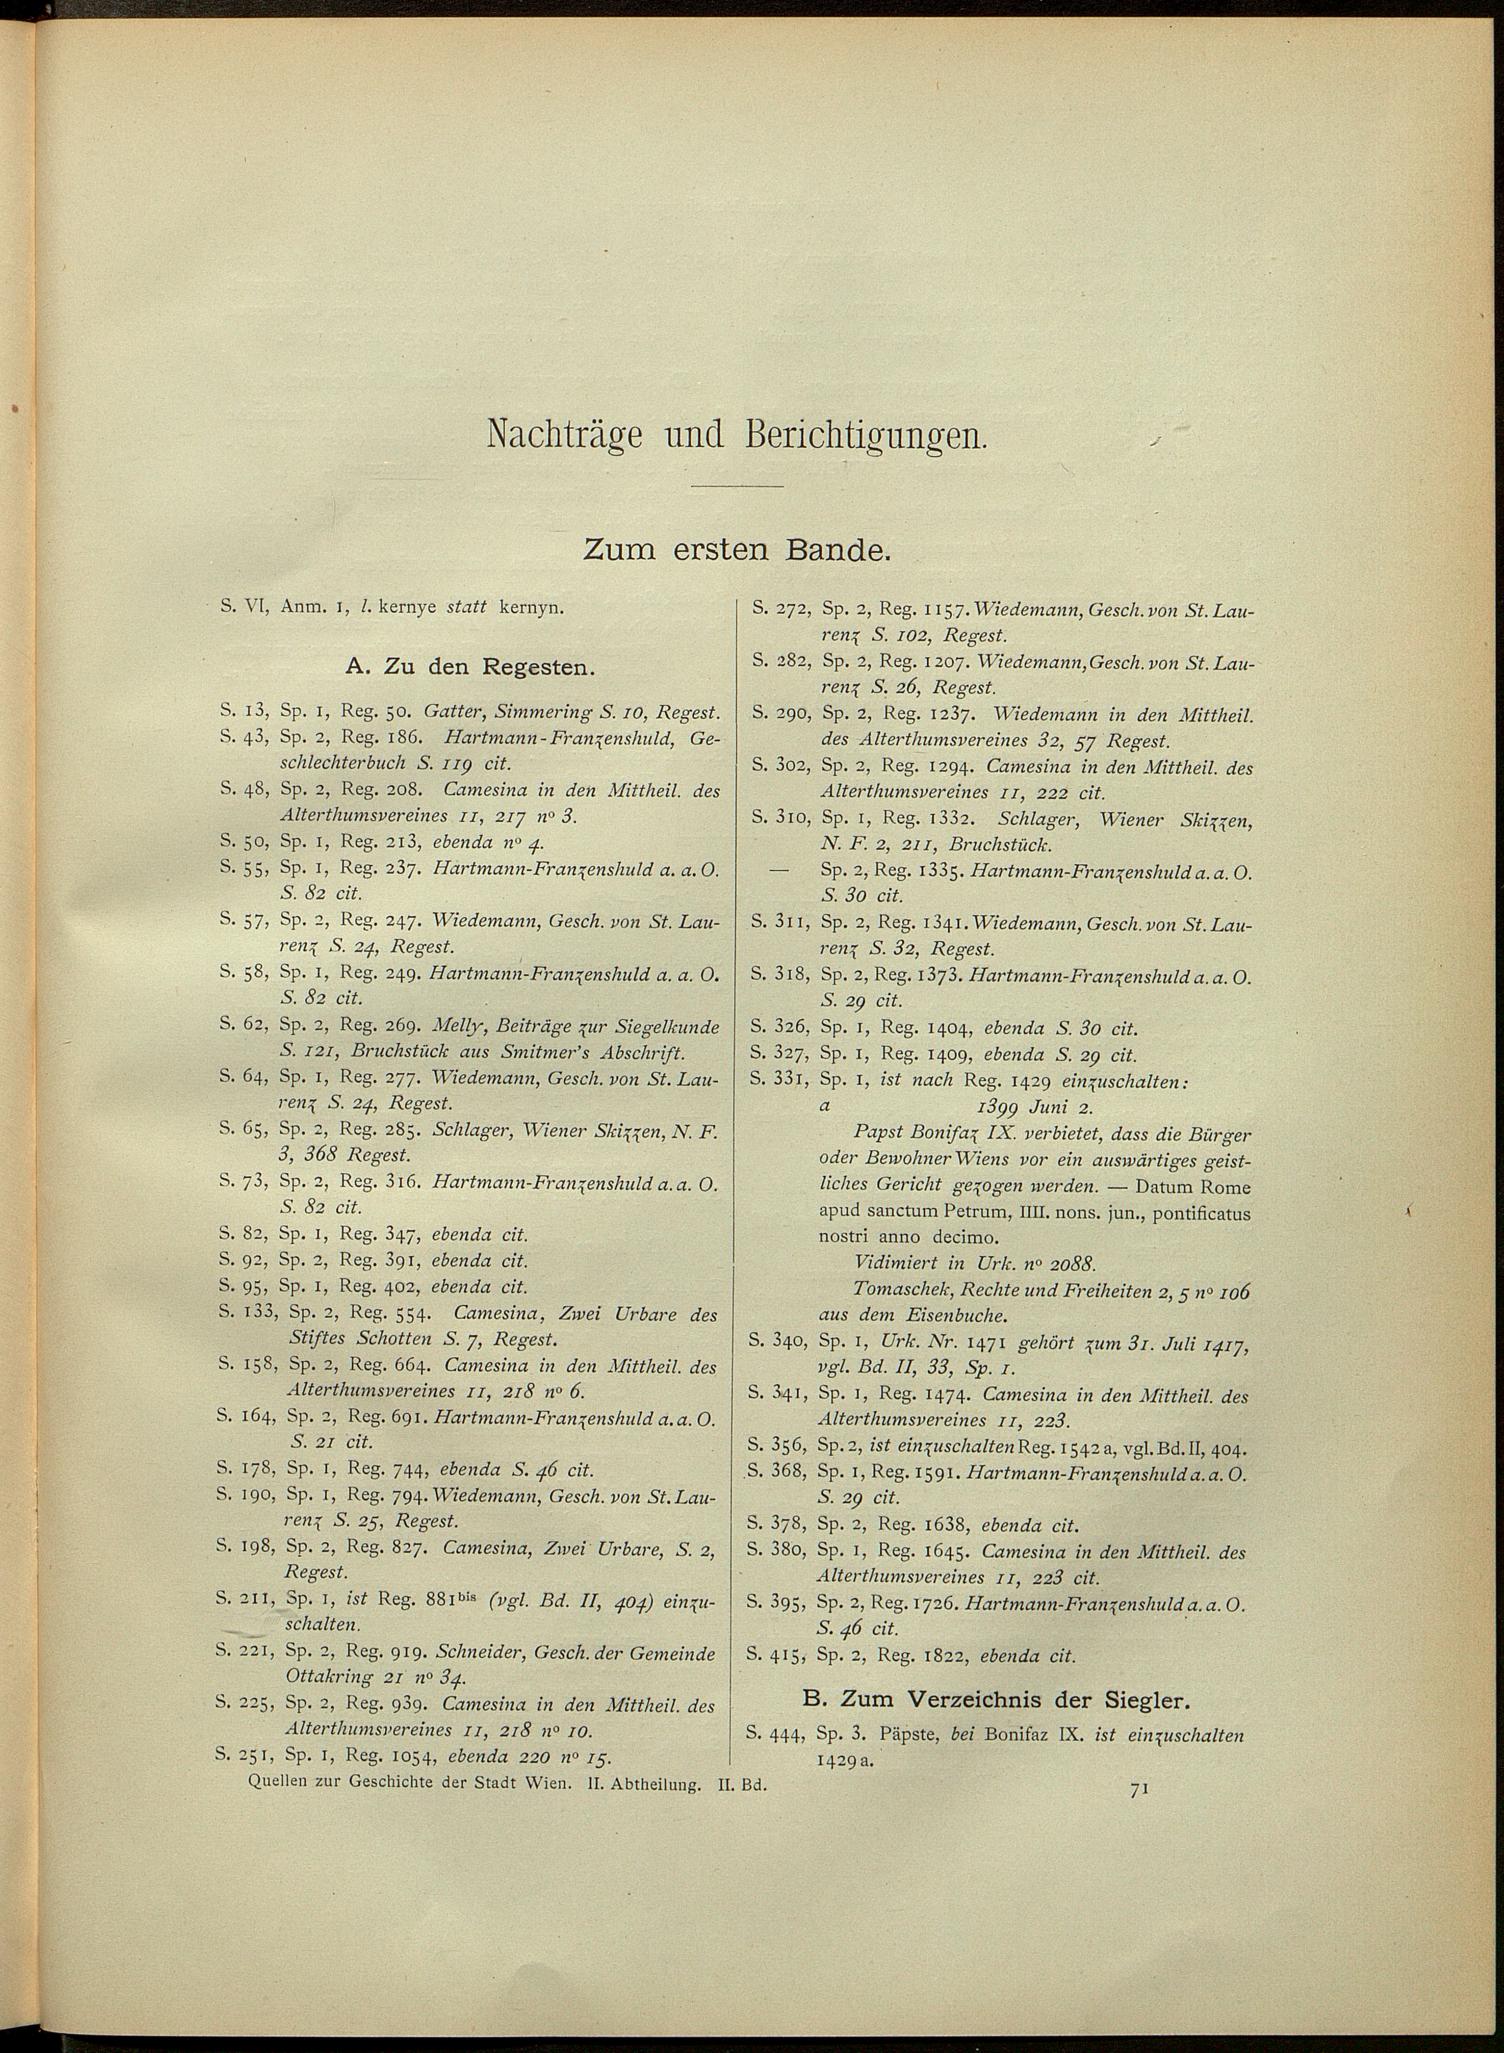 Nachträge und Berichtigungen.
Zum ersten Bande.
S. VI, Anm. 1, l. kernye statt kernyn.
A. Zu den Regesten.
S. 13, Sp. 1, Reg. 50. Gatter, Simmering S. 10, Regest.
S. 43, Sp. 2, Reg. 186. Hartmann-Franzenshuld, Ge-
schlechterbuch S. 119 cit.
S. 48, Sp. 2, Reg. 208. Camesina in den Mittheil. des
Alterthumsvereines 11, 217 nº 3.
S. 50, Sp. 1, Reg. 213, ebenda nº 4.
S. 55, Sp. 1, Reg. 237. Hartmann-Franzenshuld a. a. O.
S. 82 cit.
S. 57, Sp. 2, Reg. 247. Wiedemann, Gesch. von St. Lau-
renz S. 24, Regest.
S. 58, Sp. 1, Reg. 249. Hartmann-Franzenshuld a. a. O.
S. 82 cit.
S. 62, Sp. 2, Reg. 269. Melly, Beiträge zur Siegelkunde
S. 121, Bruchstück aus Smitmer's Abschrift.
S. 64, Sp. 1, Reg. 277. Wiedemann, Gesch. von St. Lau-
renz S. 24, Regest.
S. 65, Sp. 2, Reg. 285. Schlager, Wiener Skizzen, N. F.
3, 368 Regest.
S. 73, Sp. 2, Reg. 316. Hartmann-Franzenshuld a. a. O.
S. 82 cit.
S. 82, Sp. 1, Reg. 347, ebenda cit.
S. 92, Sp. 2, Reg. 391, ebenda cit.
S. 95, Sp. 1, Reg. 402, ebenda cit.
S. 133, Sp. 2, Reg. 554. Camesina, Zwei Urbare des
Stiftes Schotten S. 7, Regest.
S. 158, Sp. 2, Reg. 664. Camesina in den Mittheil. des
Alterthumsvereines 11, 218 nº 6.
S. 164, Sp. 2, Reg. 691. Hartmann-Franzenshuld a. a. O.
S. 21 cit.
S. 178, Sp. 1, Reg. 744, ebenda S. 46 cit.
S. 190, Sp. 1, Reg. 794. Wiedemann, Gesch. von St. Lau-
renz S. 25, Regest.
S. 198, Sp. 2, Reg. 827. Camesina, Zwei Urbare, S. 2,
Regest.
S. 211, Sp. 1, ist Reg. 881bis (vgl. Bd. II, 404) einzu-
schalten.
S. 221, Sp. 2, Reg. 919. Schneider, Gesch. der Gemeinde
Ottakring 21 nº 34.
S. 225, Sp. 2, Reg. 939. Camesina in den Mittheil. des
Alterthumsvereines 11, 218 nº 10.
S. 251, Sp. 1, Reg. 1054, ebenda 220 nº 15.
S. 272, Sp. 2, Reg. 1157. Wiedemann, Gesch. von St. Lau-
renz S. 102, Regest.
S. 282, Sp. 2, Reg. 1207. Wiedemann, Gesch. von St. Lau-
renz S. 26, Regest.
S. 290, Sp. 2, Reg. 1237. Wiedemann in den Mittheil.
des Alterthumsvereines 32, 57 Regest.
S. 302, Sp. 2, Reg. 1294. Camesina in den Mittheil. des
Alterthumsvereines 11, 222 cit.
S. 310, Sp. 1, Reg. 1332. Schlager, Wiener Skizzen,
N. F. 2, 211, Bruchstück.
— Sp. 2, Reg. 1335. Hartmann-Franzenshuld a. a. O.
S. 30 cit.
S. 311, Sp. 2, Reg. 1341. Wiedemann, Gesch. von St. Lau-
renz S. 32, Regest.
S. 318, Sp. 2, Reg. 1373. Hartmann-Franzenshuld a. a. O.
S. 29 cit.
S. 326, Sp. 1, Reg. 1404, ebenda S. 30 cit.
S. 327, Sp. 1, Reg. 1409, ebenda S. 29 cit.
S. 331, Sp. 1, ist nach Reg. 1429 einzuschalten:
a 1399 Juni 2.
Papst Bonifaz IX. verbietet, dass die Bürger
oder Bewohner Wiens vor ein auswärtiges geist-
liches Gericht gezogen werden. — Datum Rome
apud sanctum Petrum, IIII. nons. jun., pontificatus
nostri anno decimo.
Vidimiert in Urk. nº 2088.
Tomaschek, Rechte und Freiheiten 2, 5 nº 106
aus dem Eisenbuche.
S. 340, Sp. 1, Urk. Nr. 1471 gehört zum 31. Juli 1417,
vgl. Bd. II, 33, Sp. 1.
S. 341, Sp. 1, Reg. 1474. Camesina in den Mittheil. des
Alterthumsvereines 11, 223.
S. 356, Sp. 2, ist einzuschalten Reg. 1542 a, vgl. Bd. II, 404.
S. 368, Sp. 1, Reg. 1591. Hartmann-Franzenshuld a. a. O.
S. 29 cit.
S. 378, Sp. 2, Reg. 1638, ebenda cit.
S. 380, Sp. 1, Reg. 1645. Camesina in den Mittheil. des
Alterthumsvereines 11, 223 cit.
S. 395, Sp. 2, Reg. 1726. Hartmann-Franzenshuld a. a. O.
S. 46 cit.
S. 415, Sp. 2, Reg. 1822, ebenda cit.
B. Zum Verzeichnis der Siegler.
S. 444, Sp. 3. Päpste, bei Bonifaz IX. ist einzuschalten
1429 a.
Quellen zur Geschichte der Stadt Wien. II. Abtheilung. II. Bd. 71